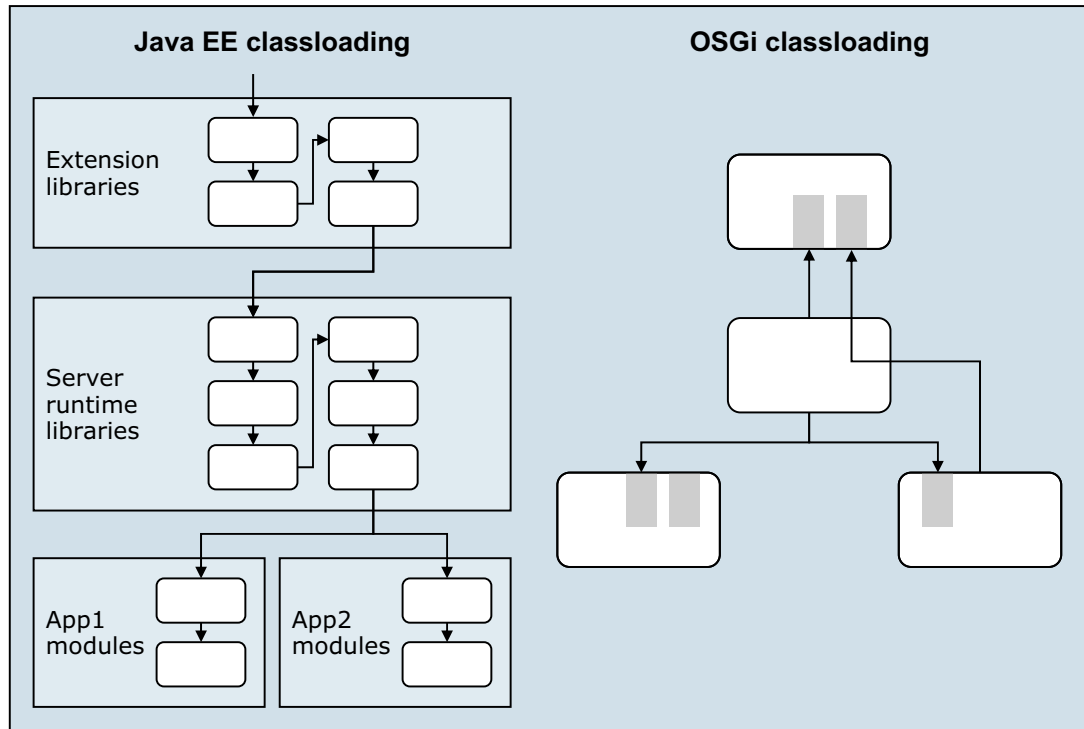 Java EE classloading
OSGi classloading
Extension
libraries
Server
runtime
libraries
App1
modules
App2
modules